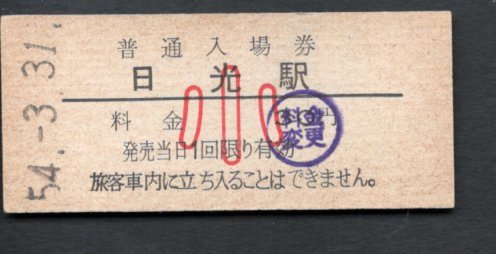 54.-3.31.
普通入場券
日光駅
小
料金 円
料金変更
発売当日1回限り有効
旅客車内に立ち入ることはできません。